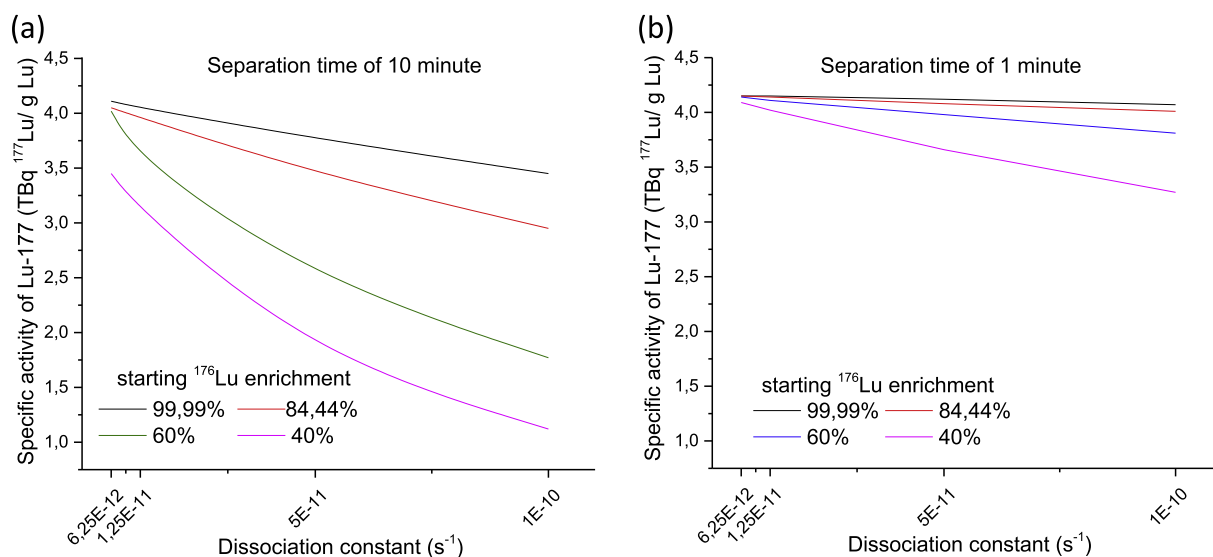 (a)
Separation time of 10 minute
Specific activity of Lu-177 (TBq ¹⁷⁷Lu/ g Lu)
4,5
4,0
3,5
3,0
2,5
2,0
1,5
1,0
starting ¹⁷⁶Lu enrichment
99,99% 84,44%
60% 40%
6,25E-12 1,25E-11 5E-11 1E-10
Dissociation constant (s⁻¹)
(b)
Separation time of 1 minute
Specific activity of Lu-177 (TBq ¹⁷⁷Lu/ g Lu)
4,5
4,0
3,5
3,0
2,5
2,0
1,5
1,0
starting ¹⁷⁶Lu enrichment
99,99% 84,44%
60% 40%
6,25E-12 1,25E-11 5E-11 1E-10
Dissociation constant (s⁻¹)